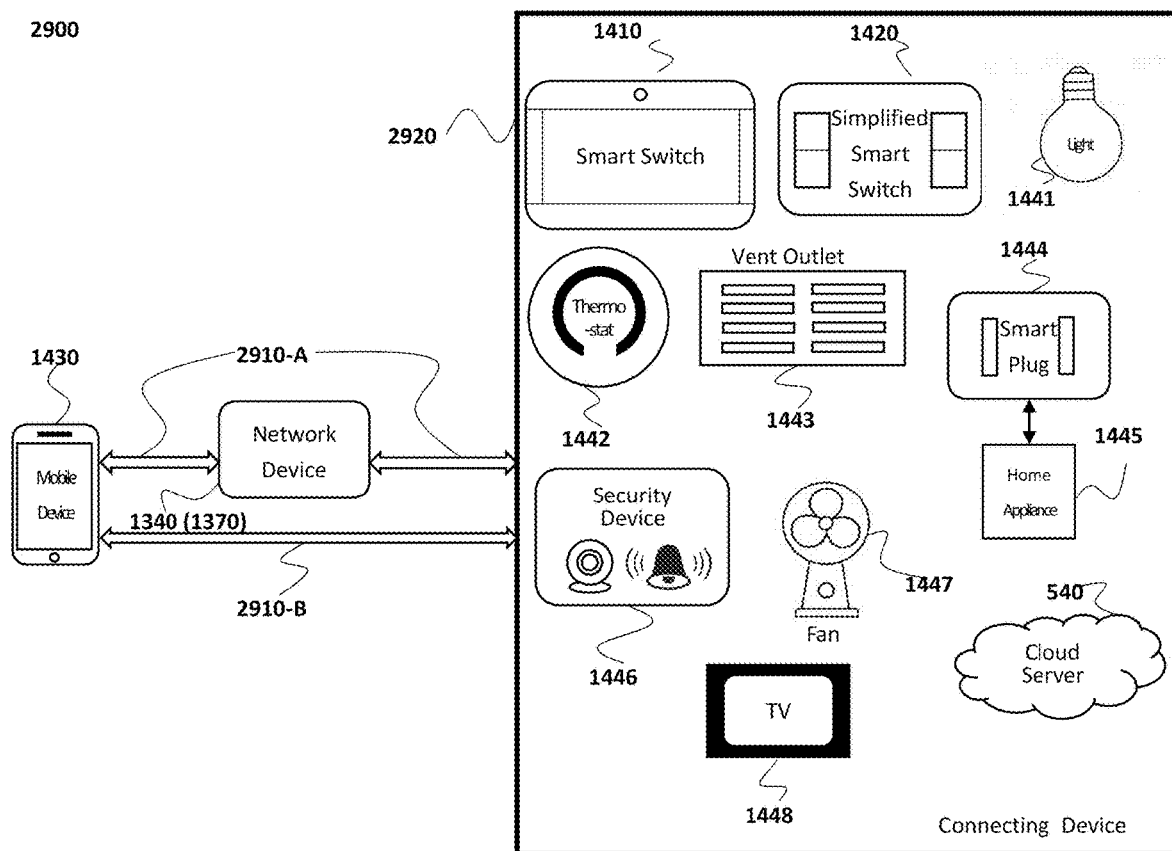 2900
1410
1420
2920
Smart Switch
Simplified
Smart
Switch
Light
1441
Vent Outlet
1444
Thermo
-stat
Smart
Plug
1430
2910-A
1442
1443
1445
Network
Device
Mobile
Device
Home
Appliance
1340 (1370)
Security
Device
2910-B
1447
540
Fan
1446
Cloud
Server
TV
1448
Connecting Device